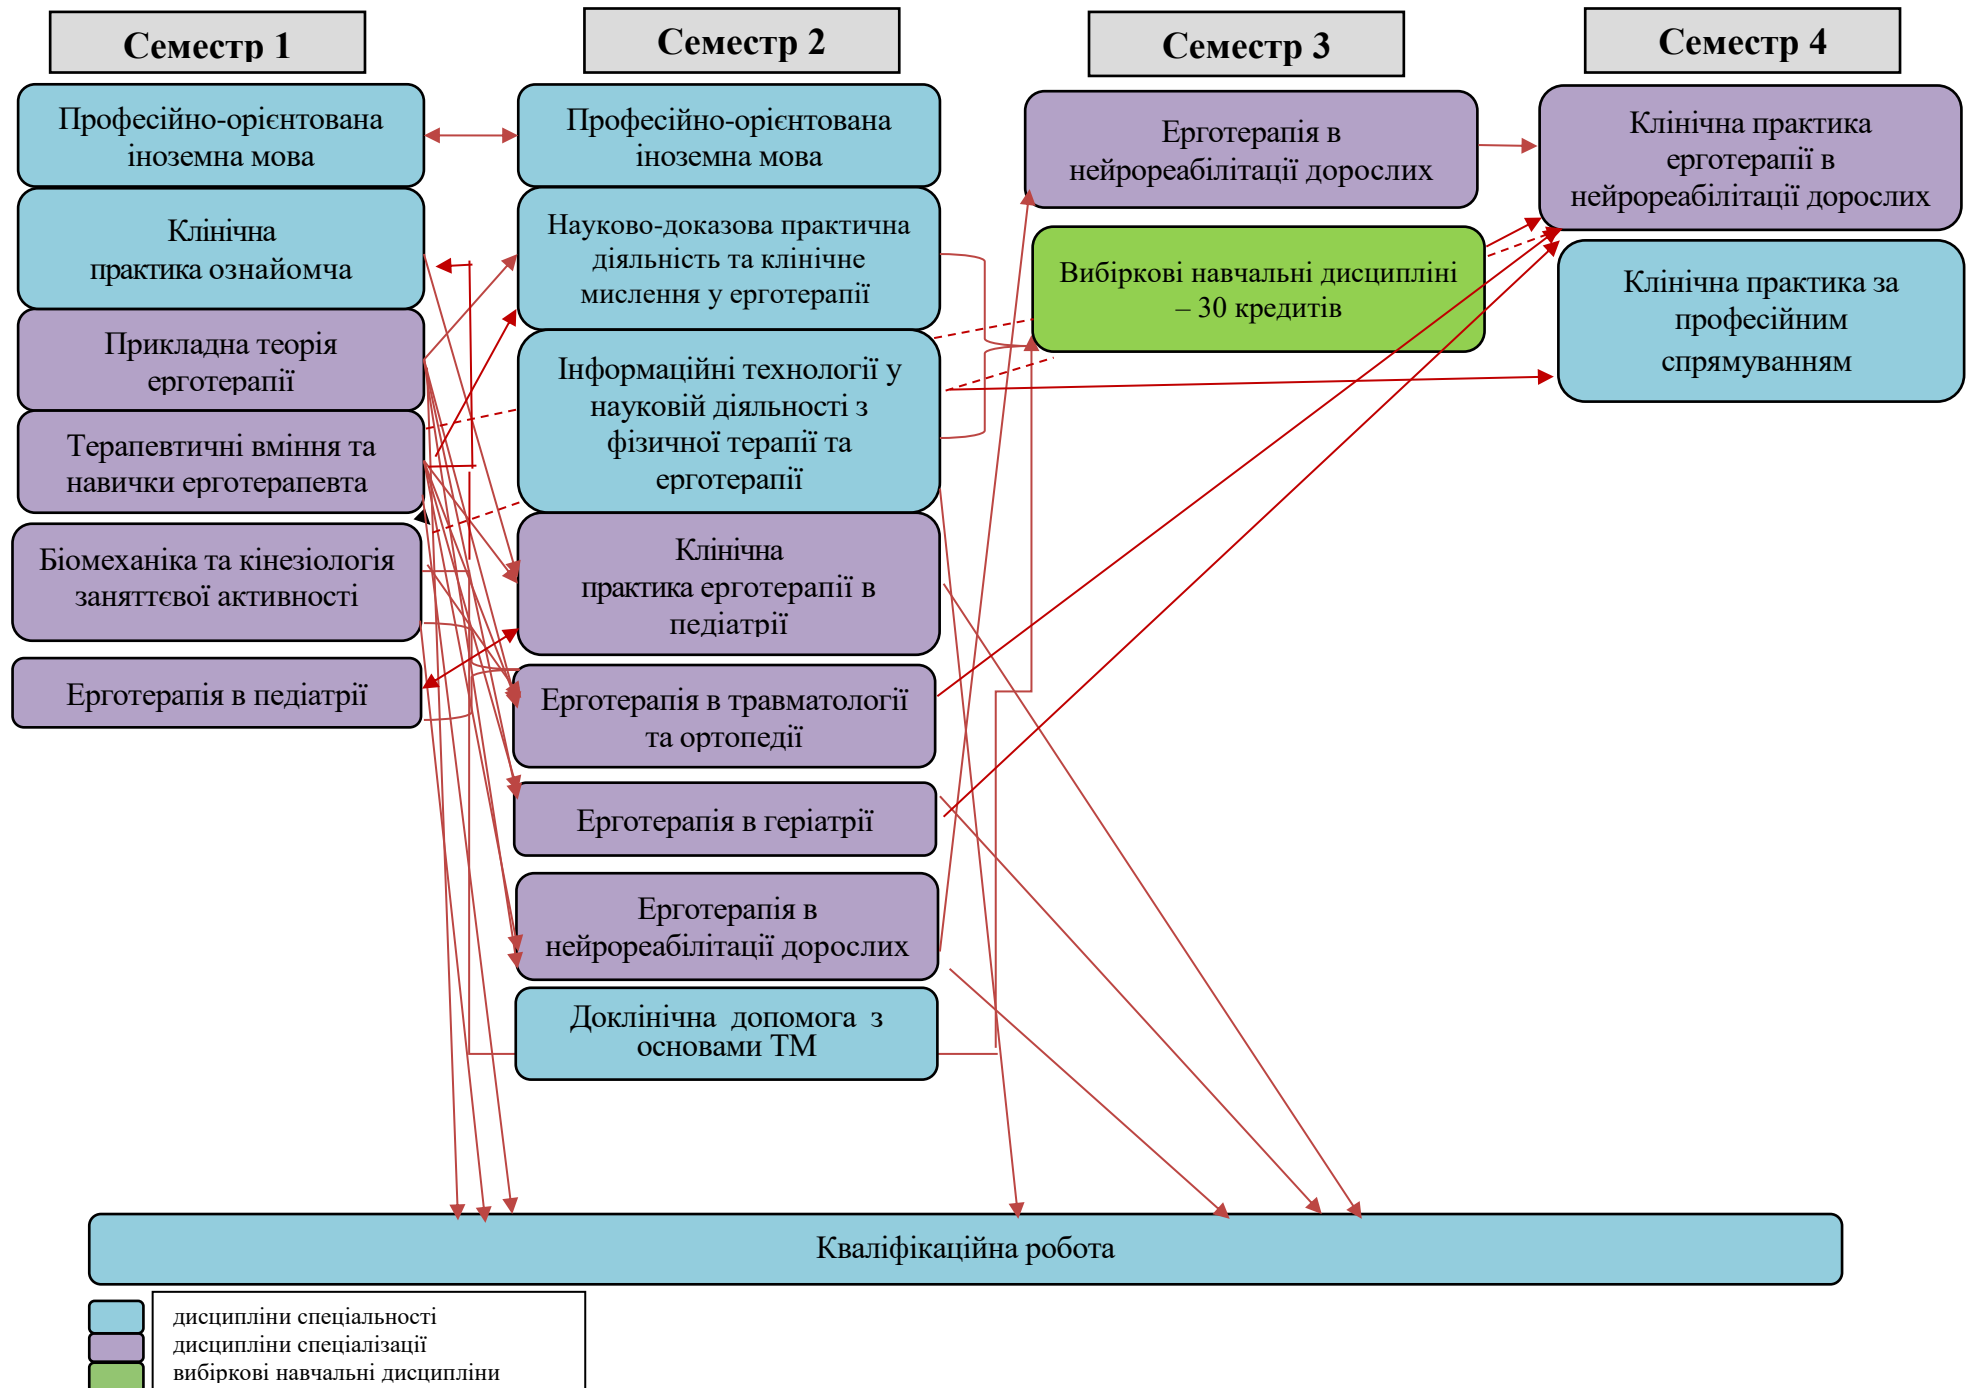 Семестр 1
Семестр 2
Семестр 3
Семестр 4
Професійно-орієнтована
іноземна мова
Клінічна
практика ознайомча
Прикладна теорія
ерготерапії
Терапевтичні вміння та
навички ерготерапевта
Біомеханіка та кінезіологія
заняттєвої активності
Ерготерапія в педіатрії
Професійно-орієнтована
іноземна мова
Науково-доказова практична
діяльність та клінічне
мислення у ерготерапії
Інформаційні технології у
науковій діяльності з
фізичної терапії та
ерготерапії
Клінічна
практика ерготерапії в
педіатрії
Ерготерапія в травматології
та ортопедії
Ерготерапія в геріатрії
Ерготерапія в
нейрореабілітації дорослих
Доклінічна допомога з
основами ТМ
Ерготерапія в
нейрореабілітації дорослих
Вибіркові навчальні дисципліні
– 30 кредитів
Клінічна практика
ерготерапії в
нейрореабілітації дорослих
Клінічна практика за
професійним
спрямуванням
Кваліфікаційна робота
дисципліни спеціальності
дисципліни спеціалізації
вибіркові навчальні дисципліни